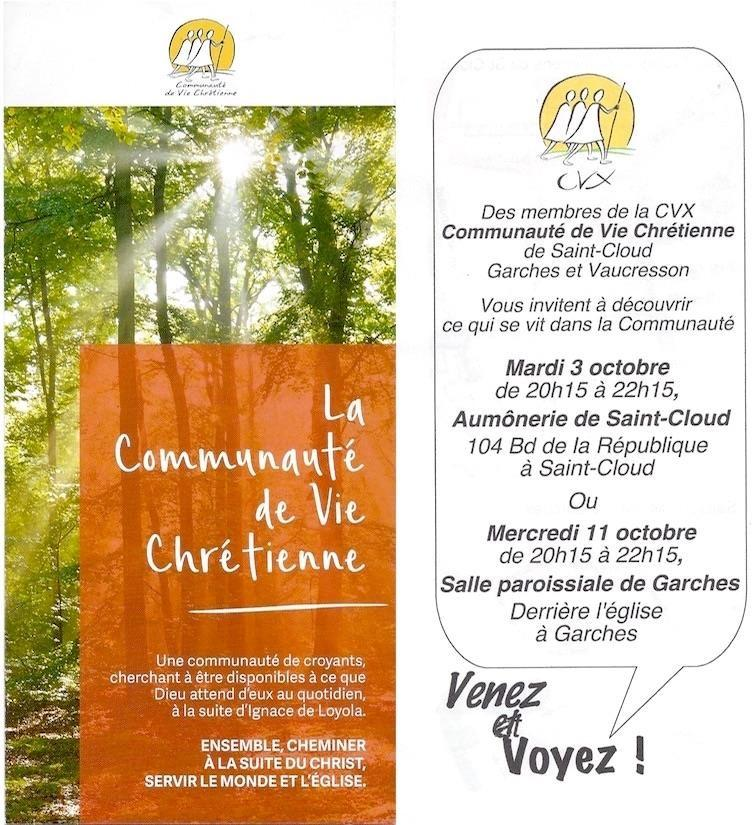 Communauté
de Vie Chrétienne
La
Communauté
de Vie
Chrétienne
Une communauté de croyants,
cherchant à être disponibles à ce que
Dieu attend d'eux au quotidien,
à la suite d'Ignace de Loyola.
ENSEMBLE, CHEMINER
À LA SUITE DU CHRIST,
SERVIR LE MONDE ET L'ÉGLISE.
CVX
Des membres de la CVX
Communauté de Vie Chrétienne
de Saint-Cloud
Garches et Vaucresson
Vous invitent à découvrir
ce qui se vit dans la Communauté
Mardi 3 octobre
de 20h15 à 22h15,
Aumônerie de Saint-Cloud
104 Bd de la République
à Saint-Cloud
Ou
Mercredi 11 octobre
de 20h15 à 22h15,
Salle paroissiale de Garches
Derrière l'église
à Garches
Venez
et
Voyez !